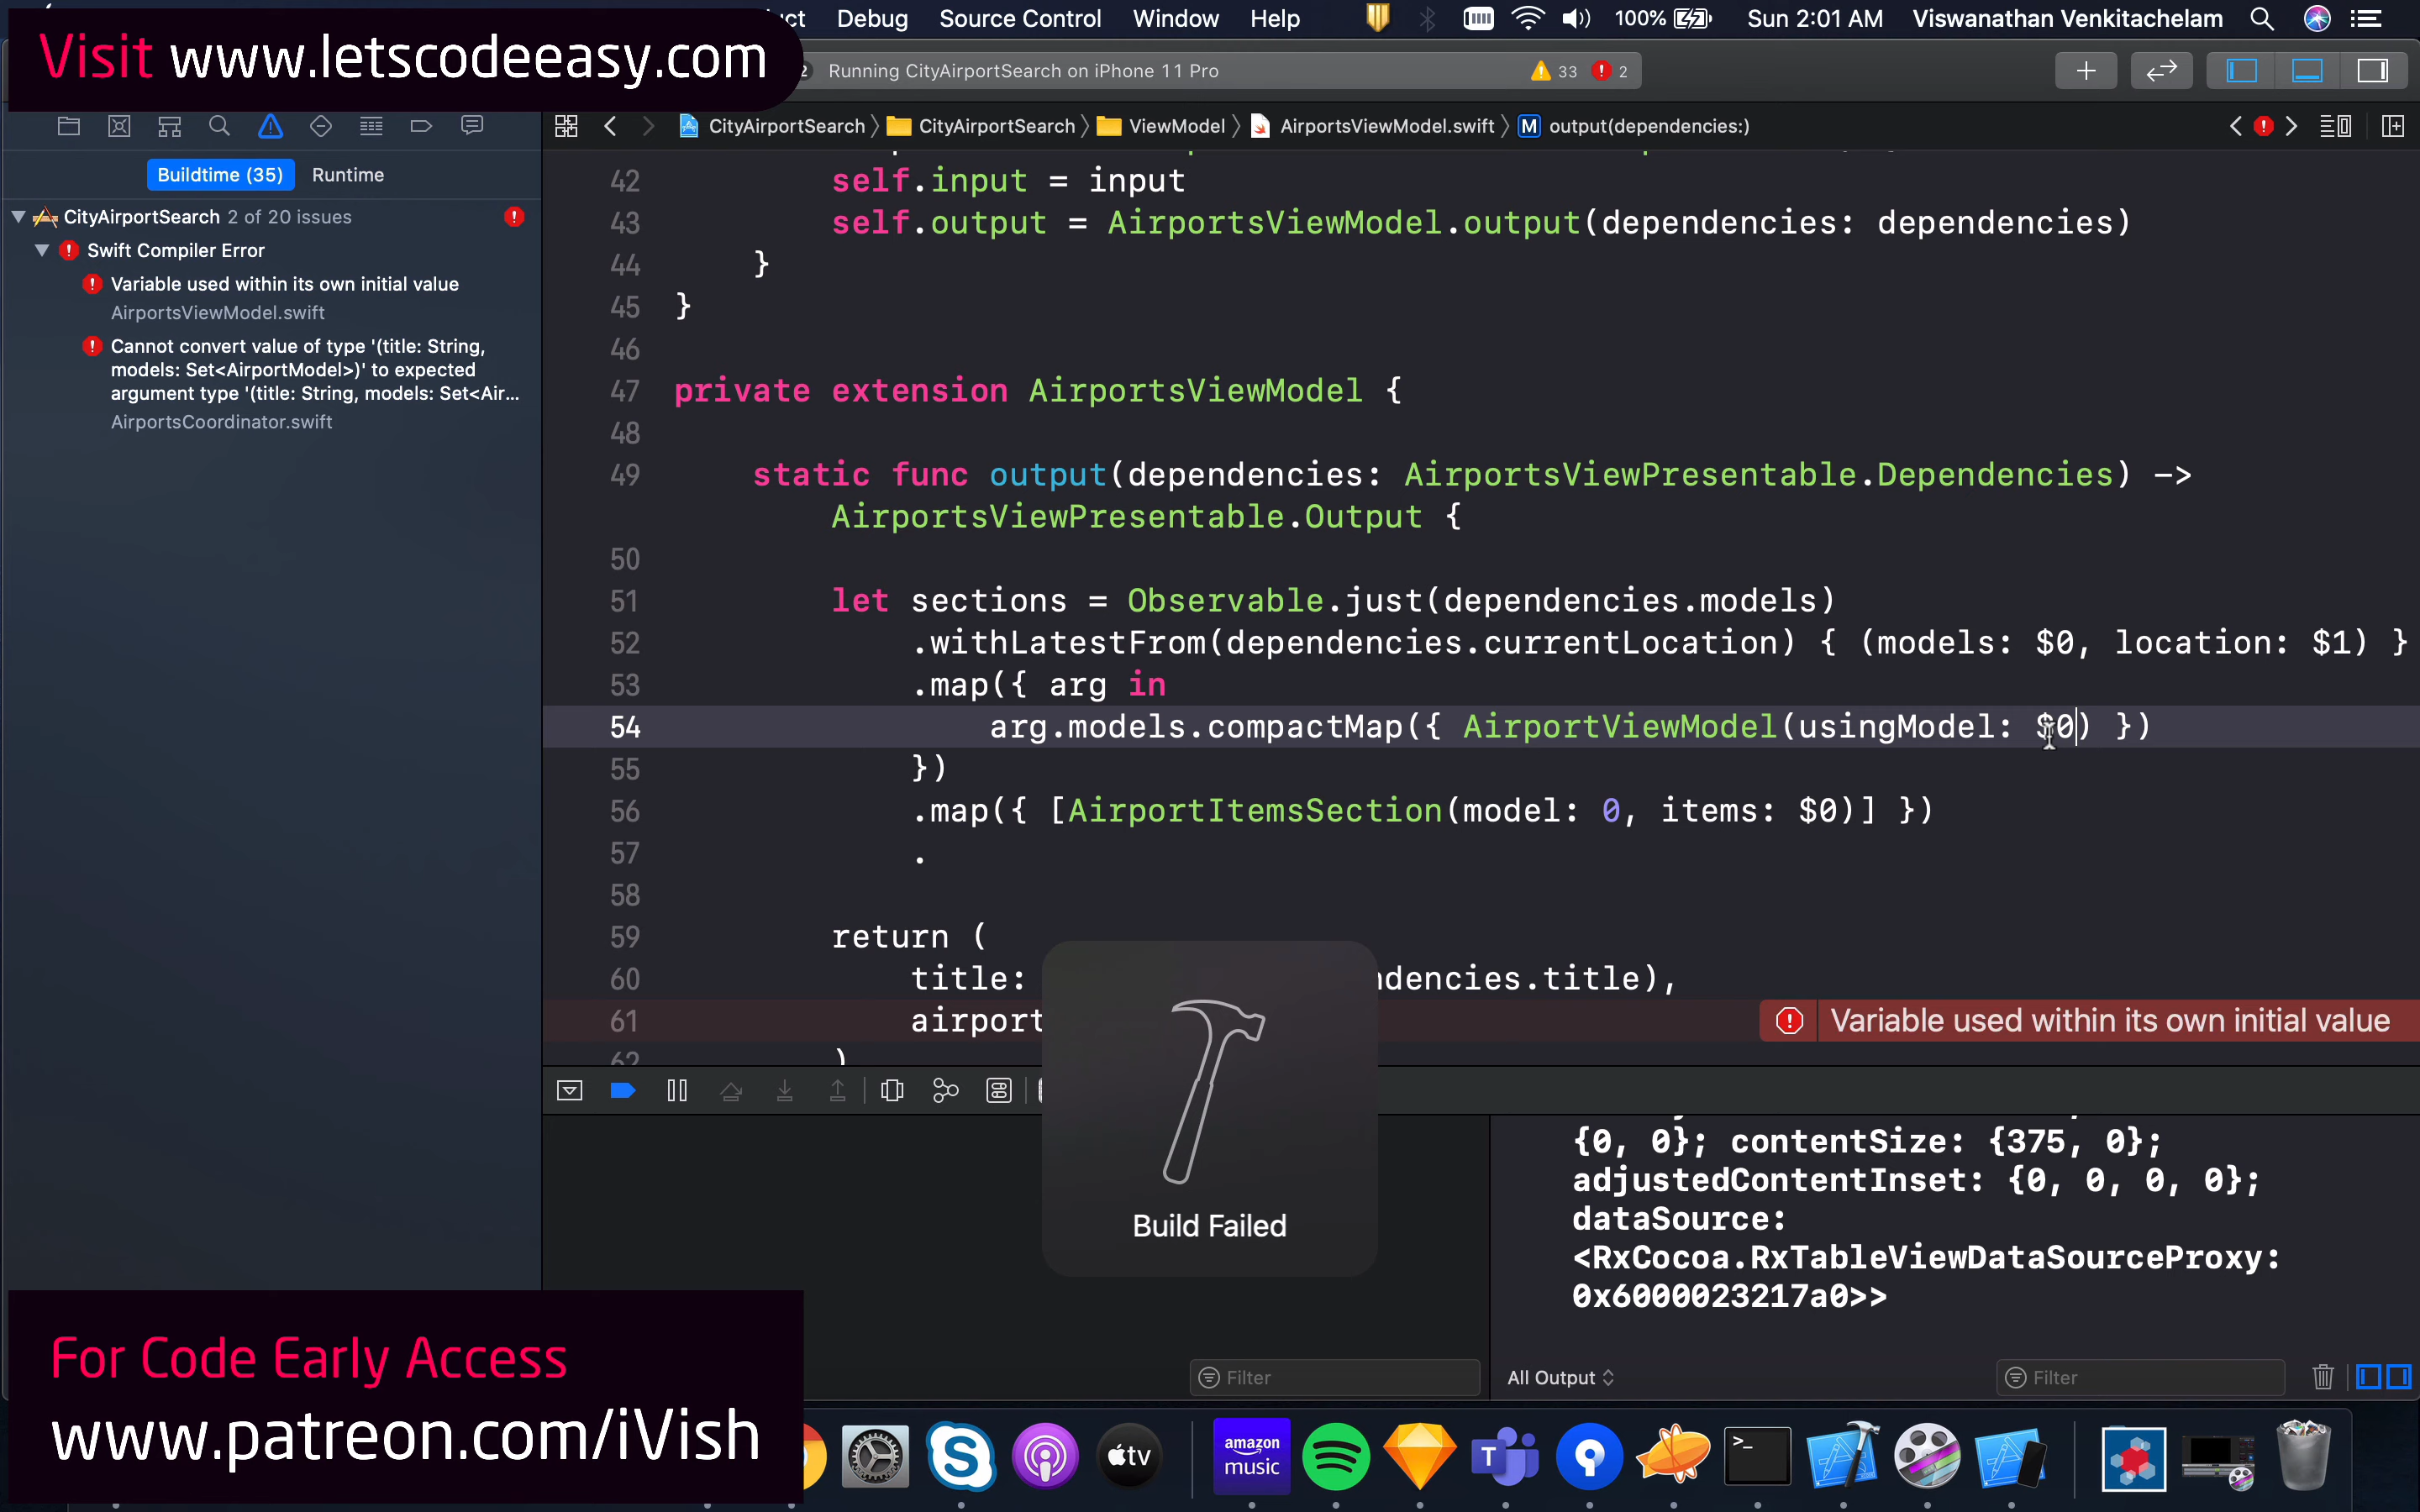 Visit www.letscodeeasy.com
Debug Source Control Window Help 100% Sun 2:01 AM Viswanathan Venkitachelam
Running CityAirportSearch on iPhone 11 Pro 33 2
CityAirportSearch CityAirportSearch ViewModel AirportsViewModel.swift M output(dependencies:)
Buildtime (35) Runtime
CityAirportSearch 2 of 20 issues
Swift Compiler Error
Variable used within its own initial value
AirportsViewModel.swift
Cannot convert value of type '(title: String,
models: Set<AirportModel>)' to expected
argument type '(title: String, models: Set<Air...
AirportsCoordinator.swift
42 self.input = input
43 self.output = AirportsViewModel.output(dependencies: dependencies)
44 }
45 }
46
47 private extension AirportsViewModel {
48
49 static func output(dependencies: AirportsViewPresentable.Dependencies) ->
AirportsViewPresentable.Output {
50
51 let sections = Observable.just(dependencies.models)
52 .withLatestFrom(dependencies.currentLocation) { (models: $0, location: $1) }
53 .map({ arg in
54 arg.models.compactMap({ AirportViewModel(usingModel: $0) })
55 })
56 .map({ [AirportItemsSection(model: 0, items: $0)] })
57 .
58
59 return (
60 title: ndencies.title),
61 airport Variable used within its own initial value
62 )
Build Failed
{0, 0}; contentSize: {375, 0};
adjustedContentInset: {0, 0, 0, 0};
dataSource:
<RxCocoa.RxTableViewDataSourceProxy:
0x6000023217a0>>
Filter All Output Filter
For Code Early Access
www.patreon.com/iVish
tv
amazon
music
T